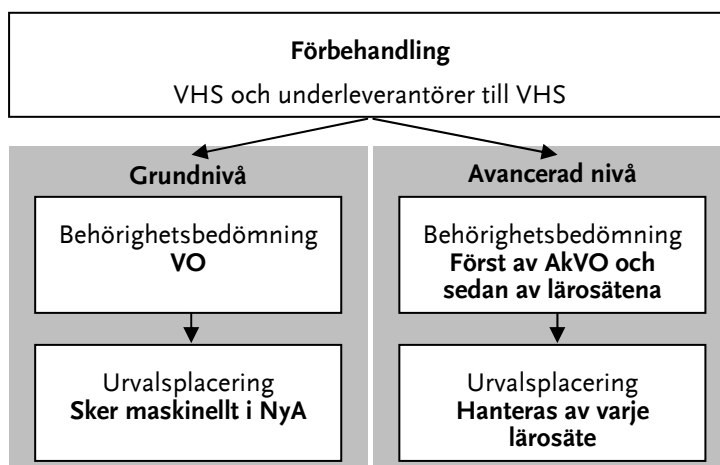 Förbehandling
VHS och underleverantörer till VHS
Grundnivå
Behörighetsbedömning
VO
Urvalsplacering
Sker maskinellt i NyA
Avancerad nivå
Behörighetsbedömning
Först av AkVO och
sedan av lärosätena
Urvalsplacering
Hanteras av varje
lärosäte